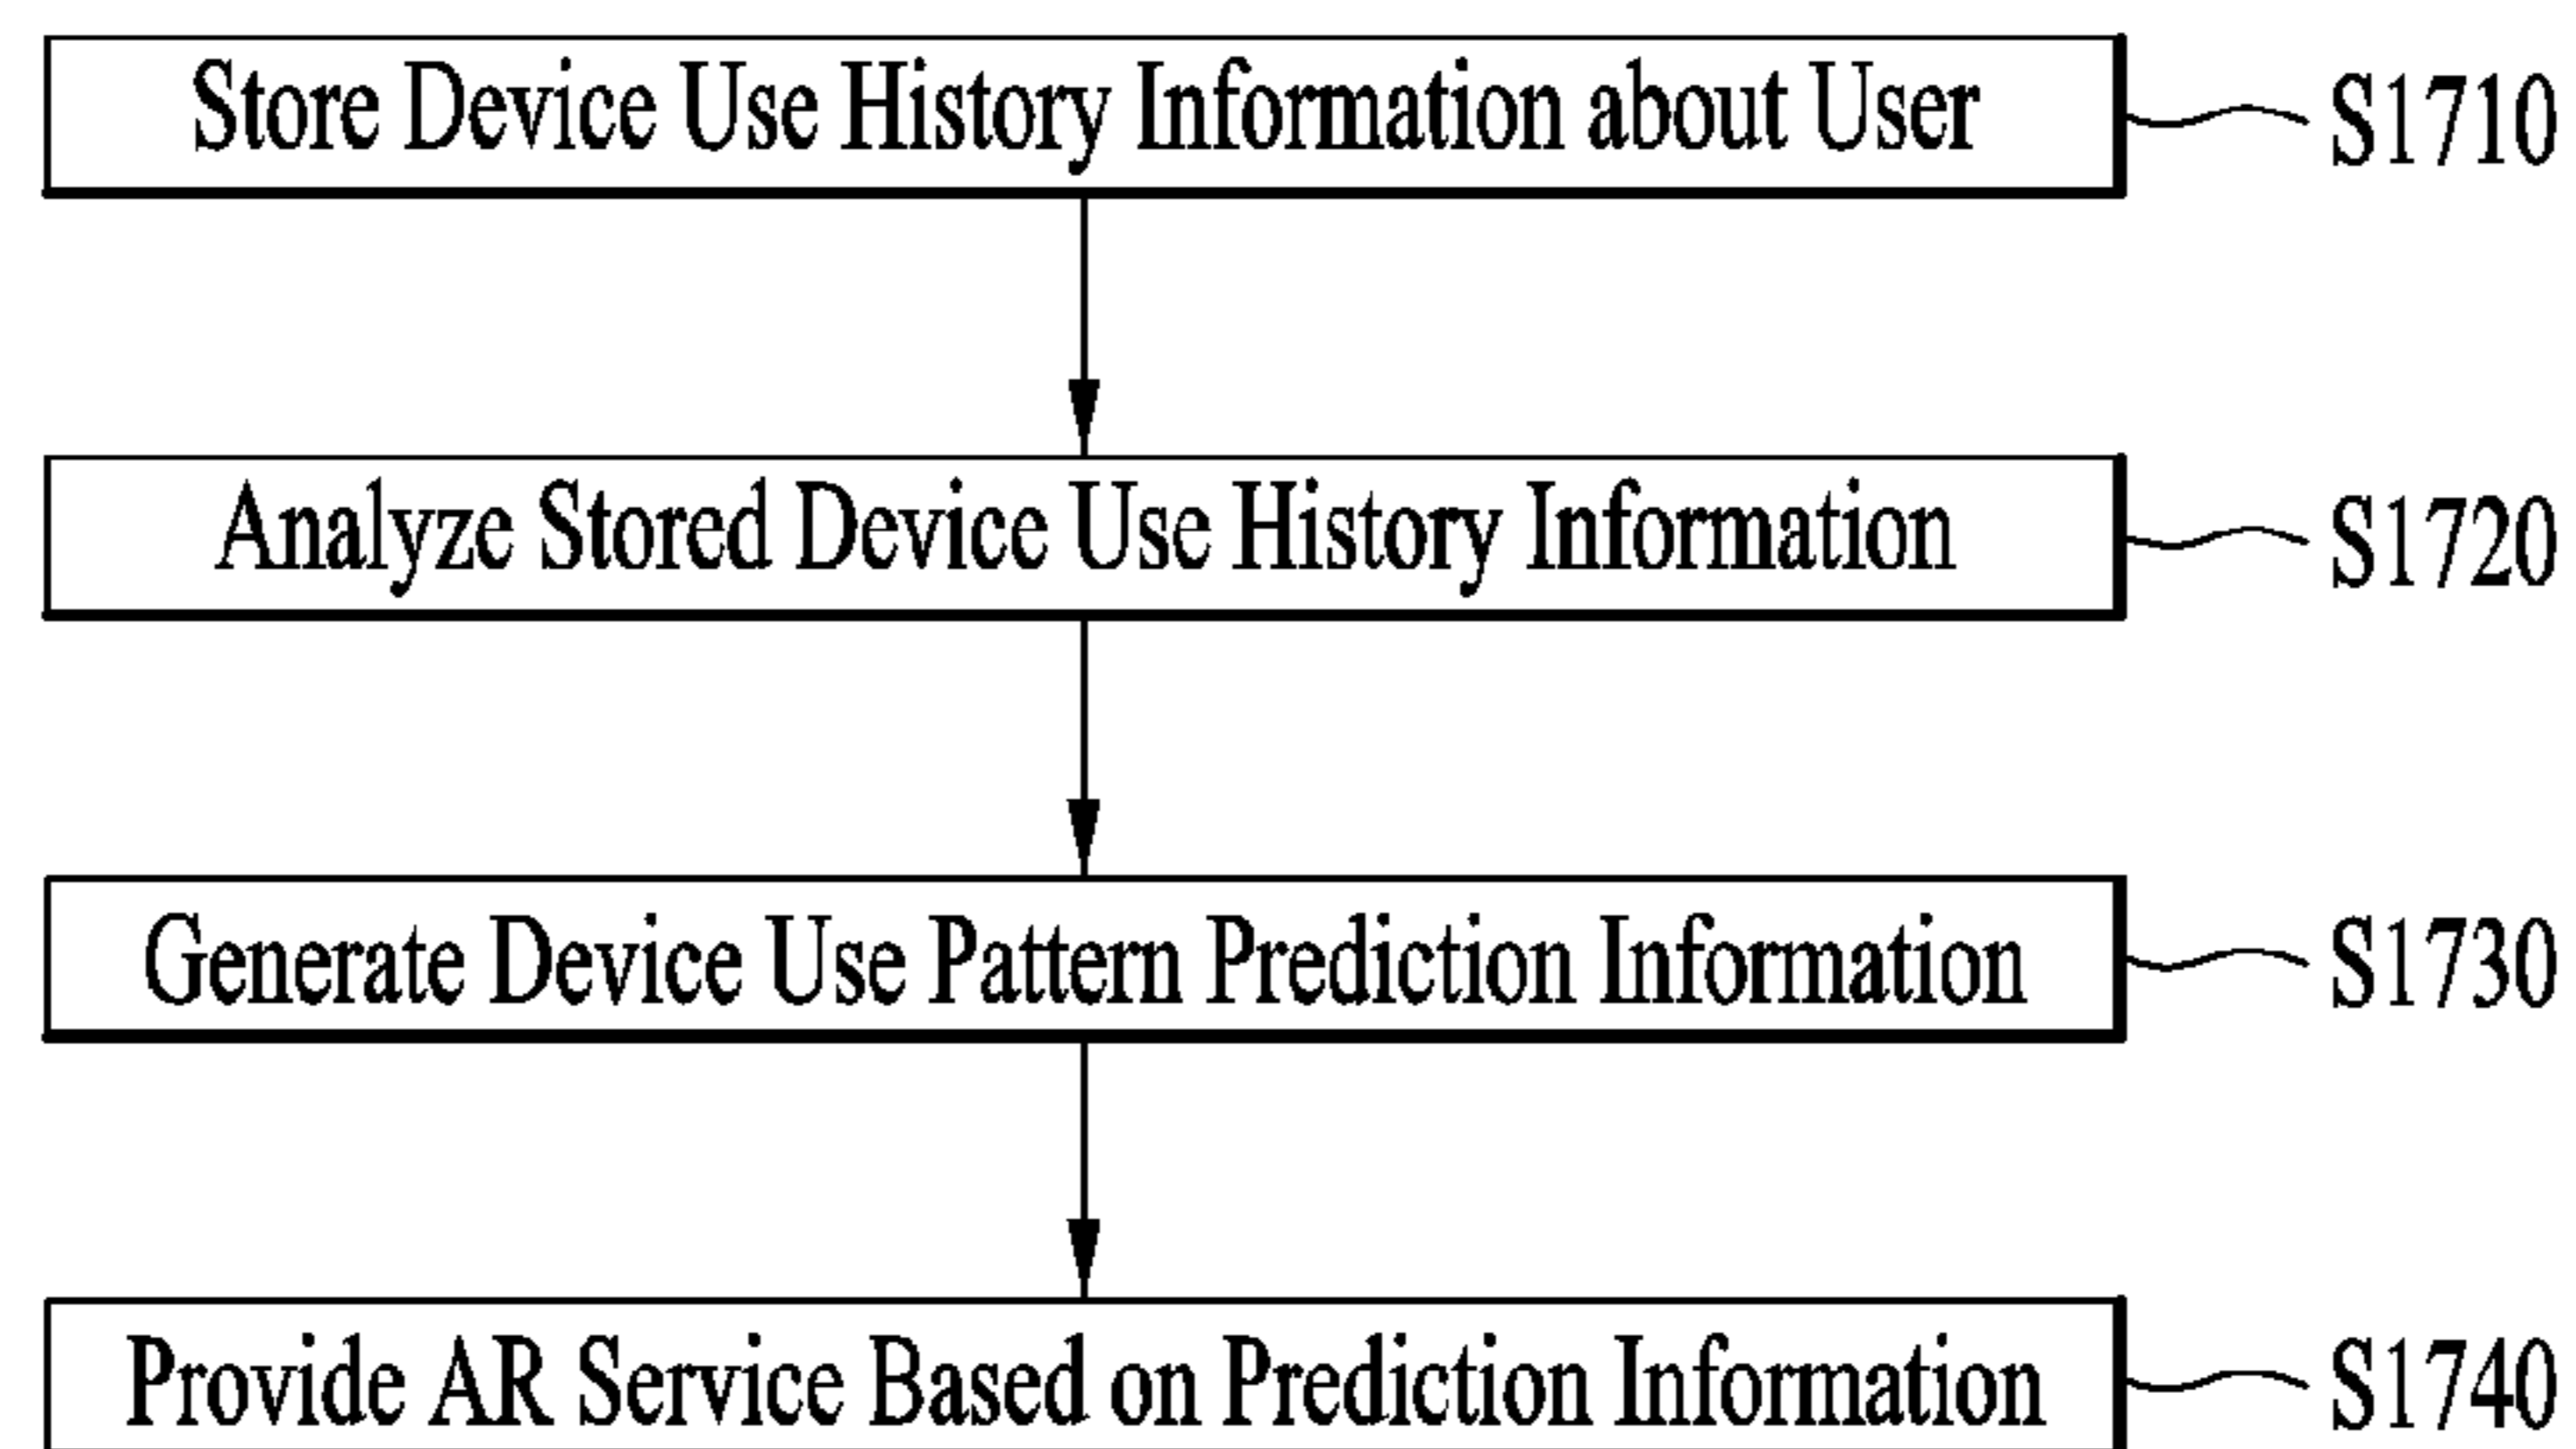 Store Device Use History Information about User
S1710
Analyze Stored Device Use History Information
S1720
Generate Device Use Pattern Prediction Information
S1730
Provide AR Service Based on Prediction Information
S1740